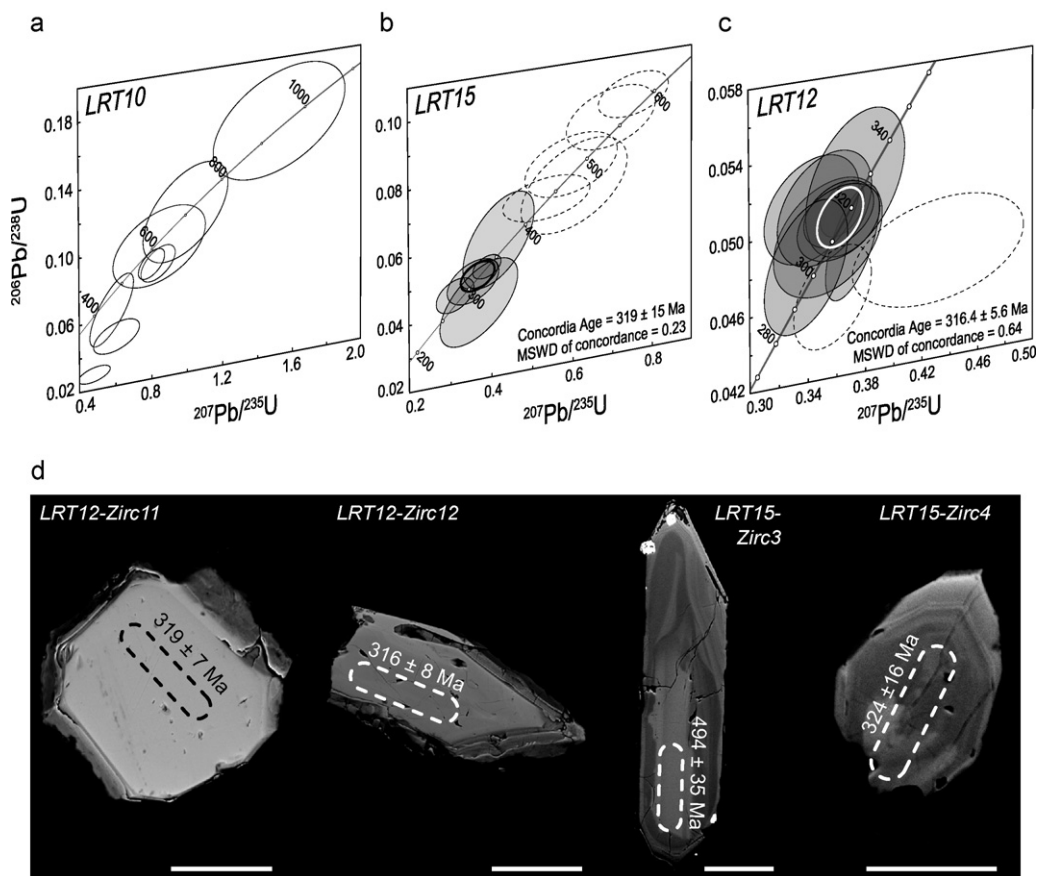 a
LRT10
0.18
0.14
0.10
0.06
0.02
0.4
0.8
1.2
1.6
2.0
400
600
800
1000
206Pb/238U
207Pb/235U
b
LRT15
0.10
0.08
0.06
0.04
0.02
0.2
0.4
0.6
0.8
200
300
400
500
600
Concordia Age = 319 ± 15 Ma
MSWD of concordance = 0.23
207Pb/235U
c
LRT12
0.058
0.054
0.050
0.046
0.042
0.30
0.34
0.38
0.42
0.46
0.50
280
300
320
340
Concordia Age = 316.4 ± 5.6 Ma
MSWD of concordance = 0.64
207Pb/235U
d
LRT12-Zirc11
319 ± 7 Ma
LRT12-Zirc12
316 ± 8 Ma
LRT15-
Zirc3
494 ± 35 Ma
LRT15-Zirc4
324 ±16 Ma